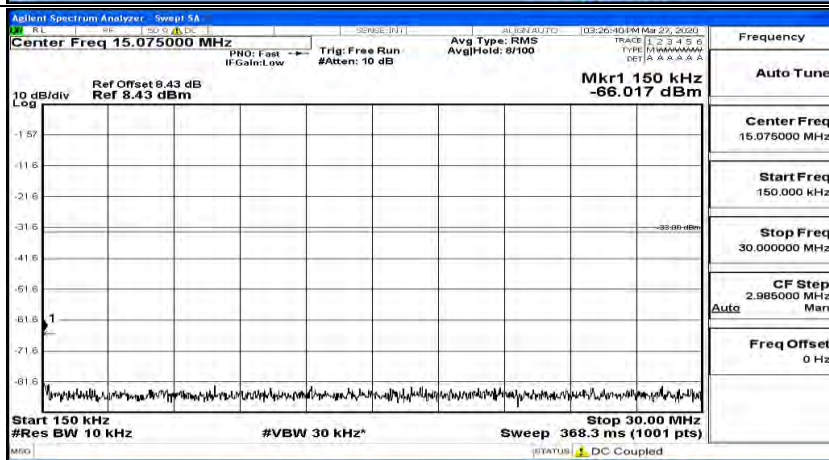 Agilent Spectrum Analyzer - Swept SA
RL RF 50 Ω DC SENSE:INT ALIGN AUTO 03:26:40 PM Mar 27, 2020
Center Freq 15.075000 MHz
PNO: Fast
IFGain:Low
Trig: Free Run
#Atten: 10 dB
Avg Type: RMS
Avg|Hold: 8/100
TRACE 1 2 3 4 5 6
TYPE
DET A A A A A A
Mkr1 150 kHz
-66.017 dBm
Ref Offset 8.43 dB
10 dB/div Ref 8.43 dBm
Log
-1.57
-11.6
-21.6
-31.6
-33.00 dBm
-41.6
-51.6
-61.6
1
-71.6
-81.6
Start 150 kHz Stop 30.00 MHz
#Res BW 10 kHz #VBW 30 kHz* Sweep 368.3 ms (1001 pts)
MSG STATUS DC Coupled
Frequency
Auto Tune
Center Freq
15.075000 MHz
Start Freq
150.000 kHz
Stop Freq
30.000000 MHz
CF Step
2.985000 MHz
Auto Man
Freq Offset
0 Hz